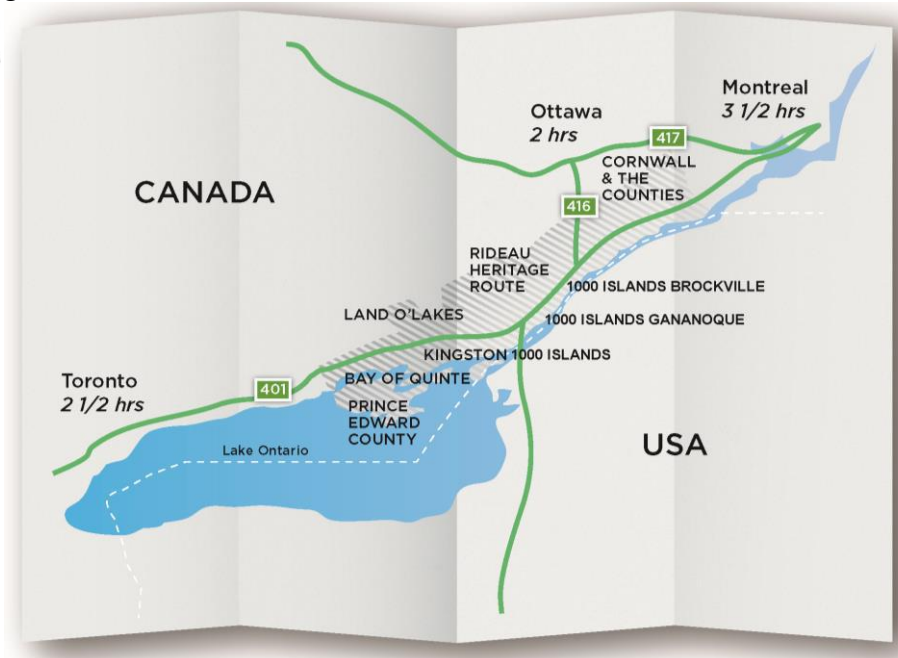 Montreal
3 1/2 hrs
Ottawa
2 hrs
417
CORNWALL
& THE
COUNTIES
CANADA
416
RIDEAU
HERITAGE
ROUTE
1000 ISLANDS BROCKVILLE
LAND O'LAKES
1000 ISLANDS GANANOQUE
KINGSTON 1000 ISLANDS
Toronto
2 1/2 hrs
401
BAY OF QUINTE
PRINCE
EDWARD
COUNTY
USA
Lake Ontario